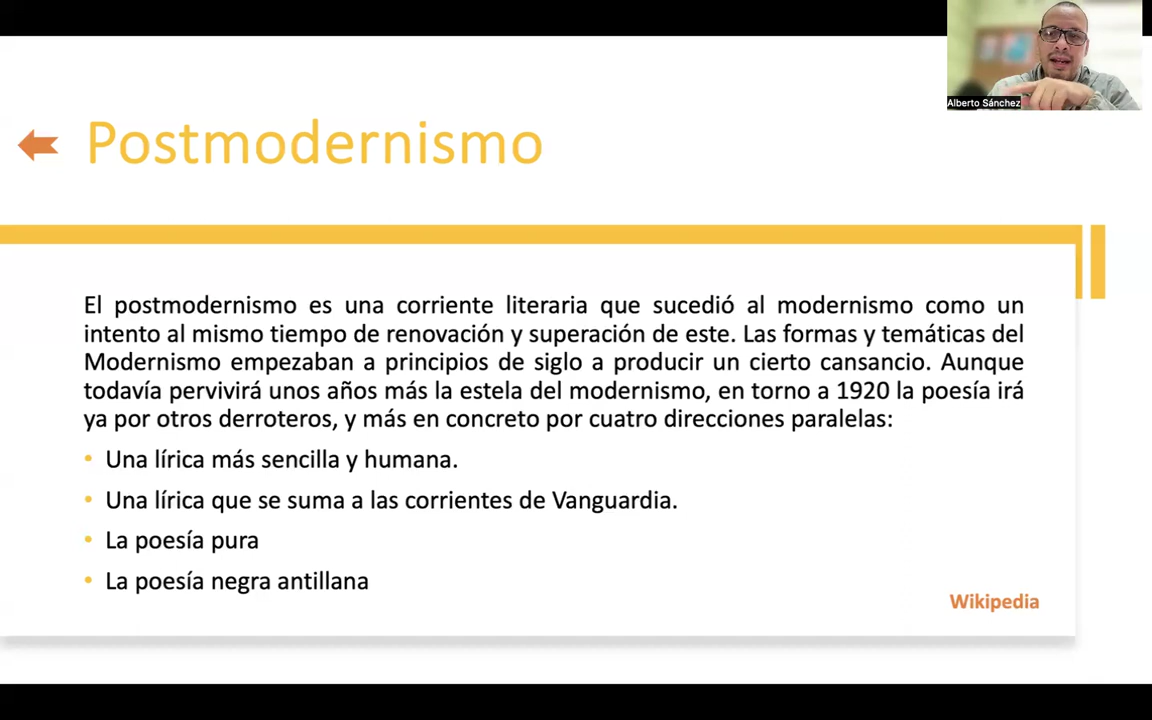 Alberto Sánchez
Postmodernismo
El postmodernismo es una corriente literaria que sucedió al modernismo como un
intento al mismo tiempo de renovación y superación de este. Las formas y temáticas del
Modernismo empezaban a principios de siglo a producir un cierto cansancio. Aunque
todavía pervivirá unos años más la estela del modernismo, en torno a 1920 la poesía irá
ya por otros derroteros, y más en concreto por cuatro direcciones paralelas:
• Una lírica más sencilla y humana.
• Una lírica que se suma a las corrientes de Vanguardia.
• La poesía pura
• La poesía negra antillana
Wikipedia